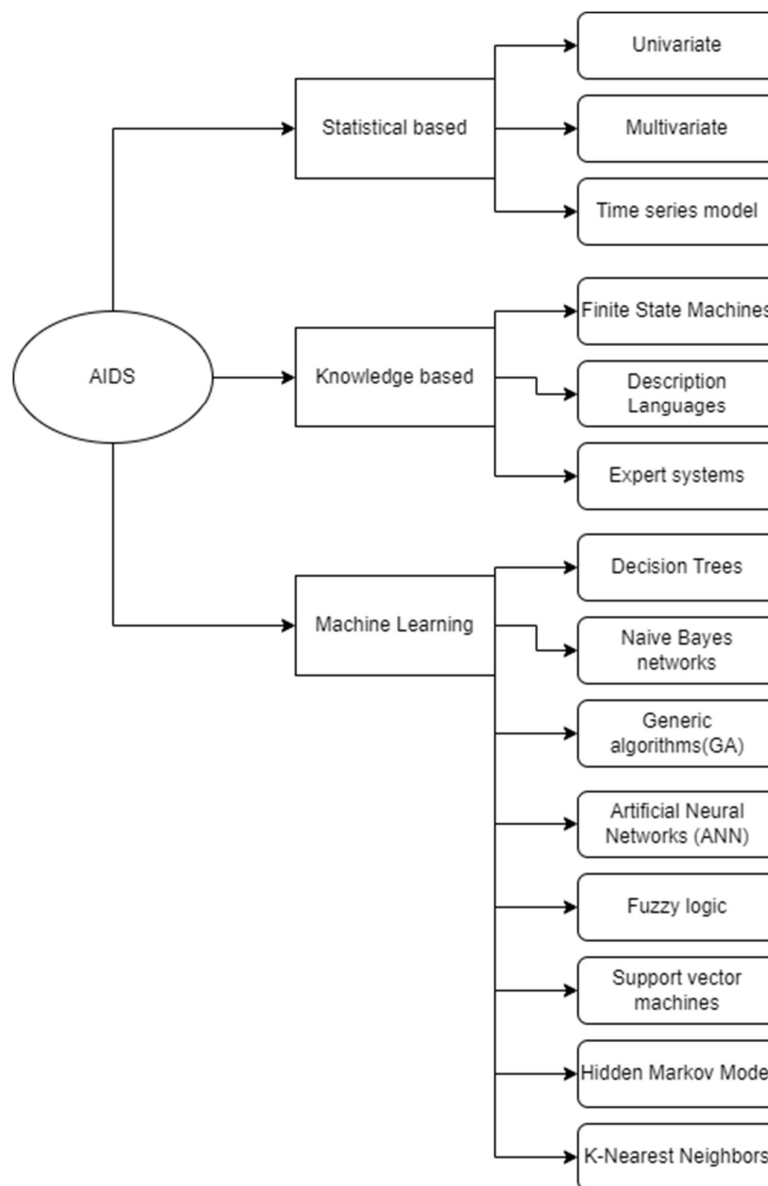 Univariate
Statistical based
Multivariate
Time series model
Finite State Machines
AIDS
Knowledge based
Description
Languages
Expert systems
Decision Trees
Machine Learning
Naive Bayes
networks
Generic
algorithms(GA)
Artificial Neural
Networks (ANN)
Fuzzy logic
Support vector
machines
Hidden Markov Mode
K-Nearest Neighbors